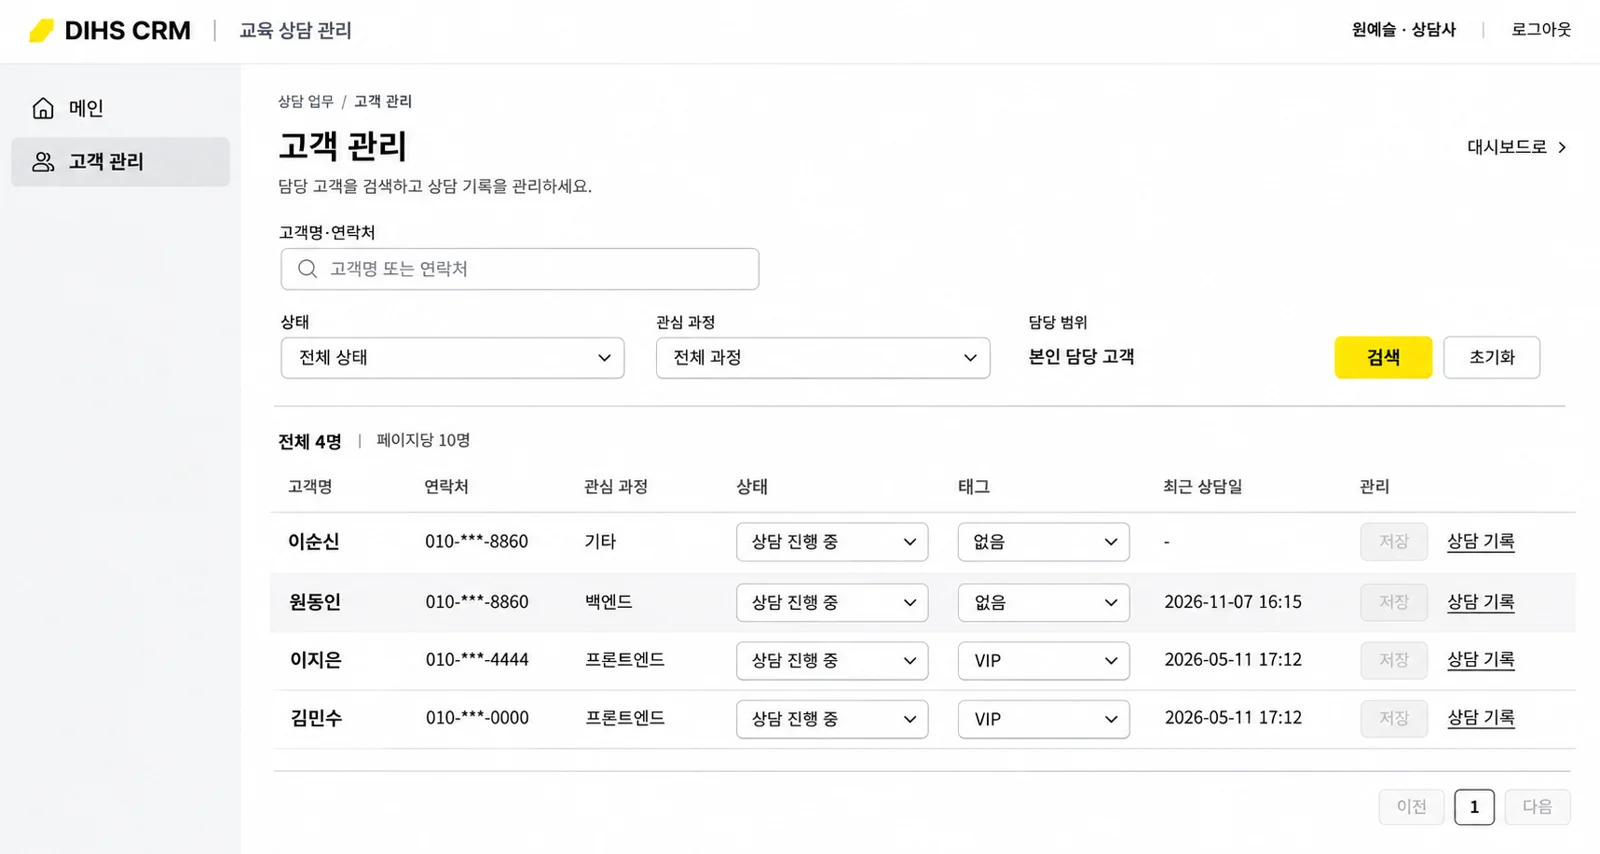 DIHS CRM | 교육 상담 관리
원예슬 · 상담사 | 로그아웃
메인
고객 관리
상담 업무 / 고객 관리
고객 관리
대시보드로
담당 고객을 검색하고 상담 기록을 관리하세요.
고객명·연락처
고객명 또는 연락처
상태 관심 과정 담당 범위
전체 상태 전체 과정 본인 담당 고객 검색 초기화
전체 4명 | 페이지당 10명
고객명 연락처 관심 과정 상태 태그 최근 상담일 관리
이순신 010-***-8860 기타 상담 진행 중 없음 - 저장 상담 기록
원동인 010-***-8860 백엔드 상담 진행 중 없음 2026-11-07 16:15 저장 상담 기록
이지은 010-***-4444 프론트엔드 상담 진행 중 VIP 2026-05-11 17:12 저장 상담 기록
김민수 010-***-0000 프론트엔드 상담 진행 중 VIP 2026-05-11 17:12 저장 상담 기록
이전 1 다음